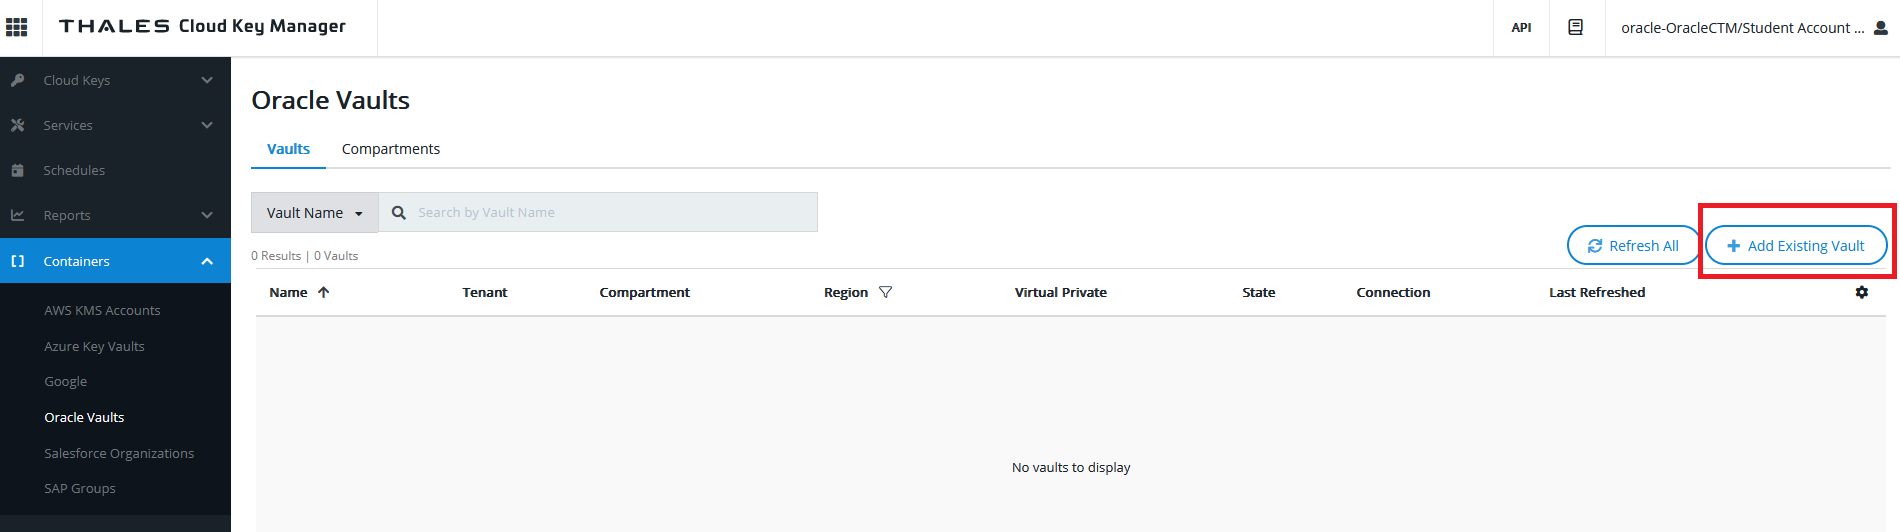 THALES Cloud Key Manager
API
oracle-OracleCTM/Student Account ...
Cloud Keys
Services
Schedules
Reports
Containers
AWS KMS Accounts
Azure Key Vaults
Google
Oracle Vaults
Salesforce Organizations
SAP Groups
Oracle Vaults
Vaults Compartments
Vault Name Search by Vault Name
Refresh All Add Existing Vault
0 Results | 0 Vaults
Name Tenant Compartment Region Virtual Private State Connection Last Refreshed
No vaults to display